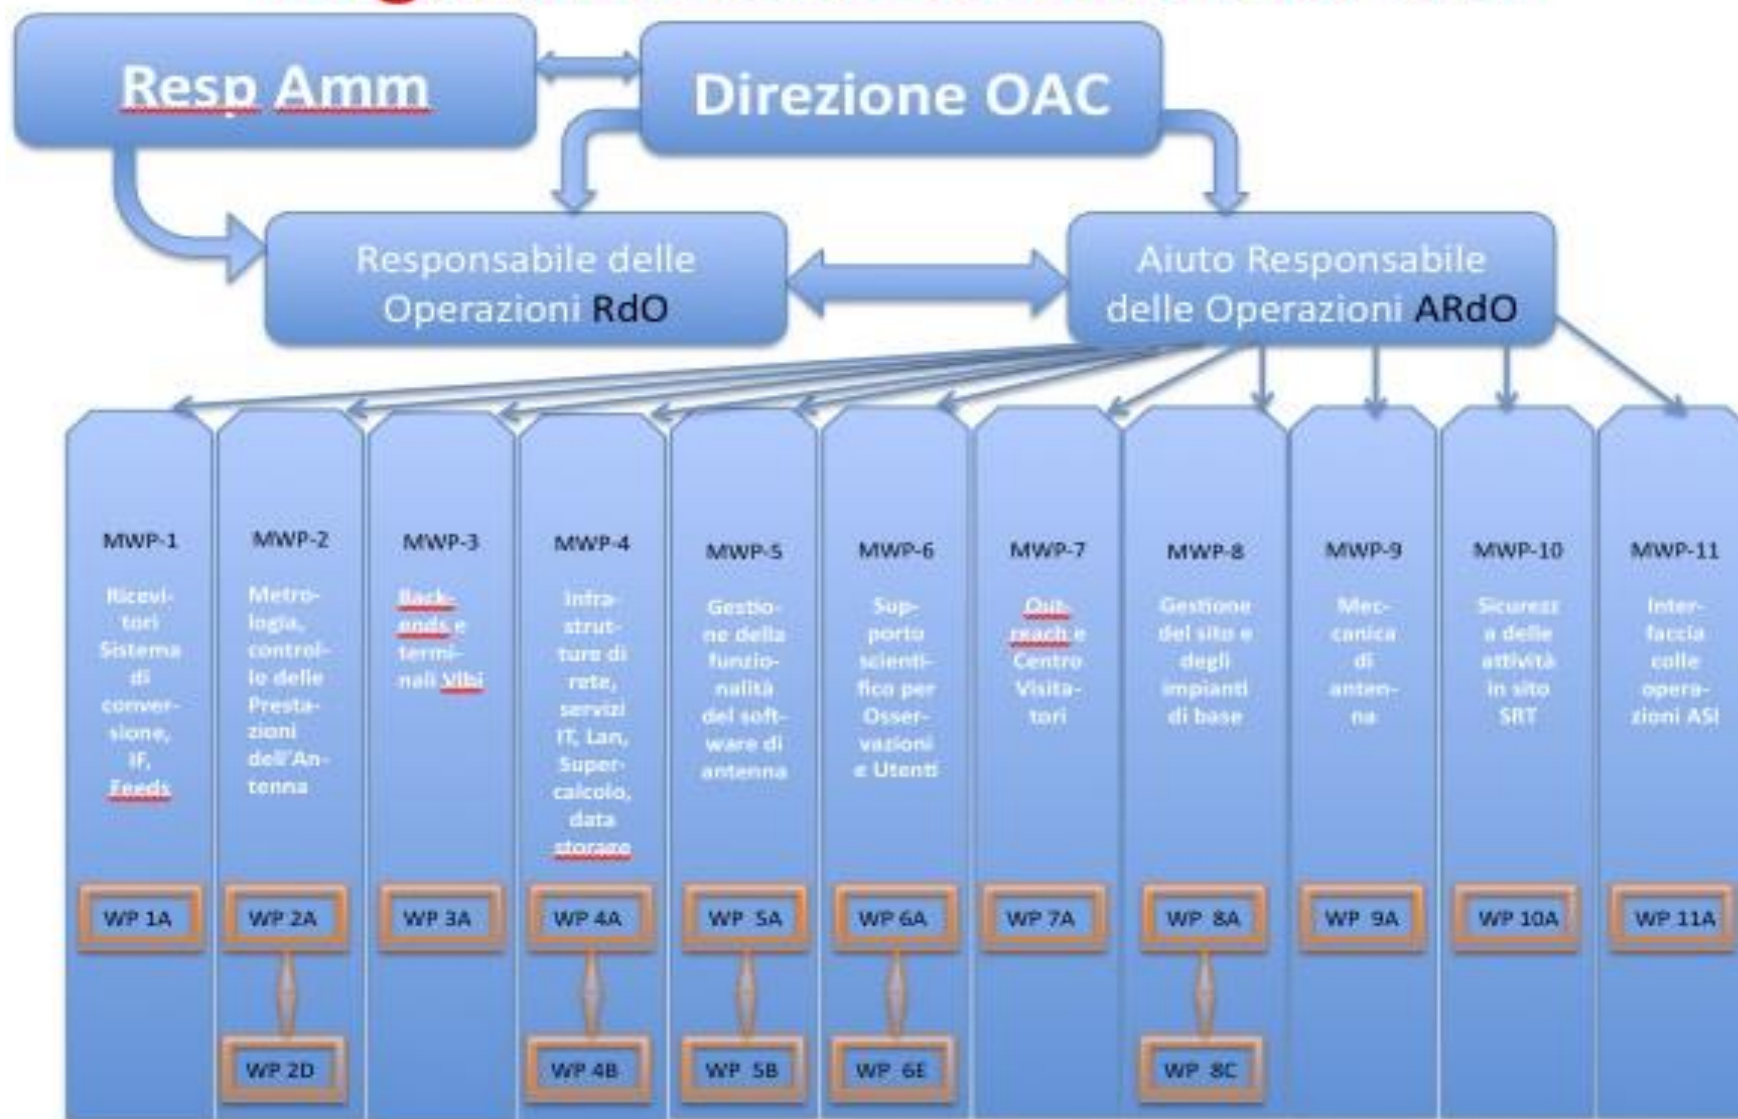 Resp Amm
Direzione OAC
Responsabile delle
Operazioni RdO
Aiuto Responsabile
delle Operazioni ARdO
MWP-1
Ricevi-
tori
Sistema
di
conver-
sione,
IF,
Feeds
MWP-2
Metro-
logia,
control-
lo delle
Presta-
zioni
dell'An-
tenna
MWP-3
Back-
ends e
termi-
nali Vlbi
MWP-4
Infra-
strut-
ture di
rete,
servizi
IT, Lan,
Super-
calcolo,
data
storage
MWP-5
Gestio-
ne della
funzio-
nalità
del soft-
ware di
antenna
MWP-6
Sup-
porto
scienti-
fico per
Osser-
vazioni
e Utenti
MWP-7
Out-
reach e
Centro
Visita-
tori
MWP-8
Gestione
del sito e
degli
impianti
di base
MWP-9
Mec-
canica
di
anten-
na
MWP-10
Sicurezz
a delle
attività
in sito
SRT
MWP-11
Inter-
faccia
colle
opera-
zioni ASI
WP 1A
WP 2A
WP 3A
WP 4A
WP 5A
WP 6A
WP 7A
WP 8A
WP 9A
WP 10A
WP 11A
WP 2D
WP 4B
WP 5B
WP 6E
WP 8C